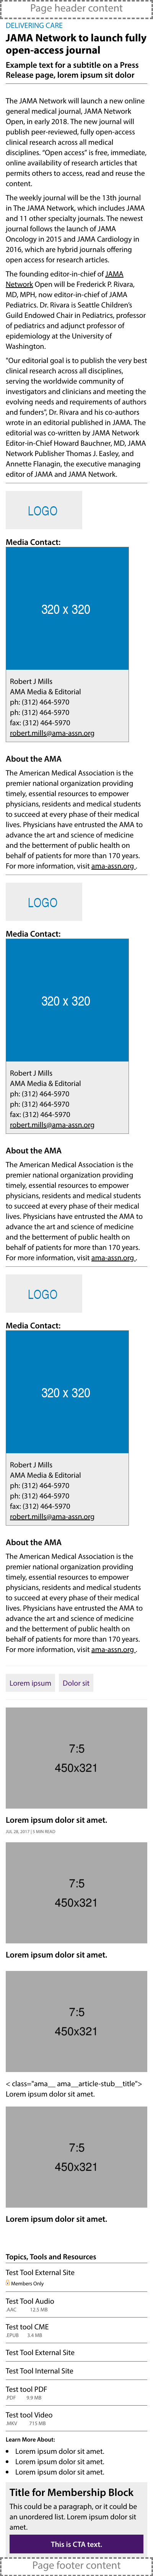 Page header content
DELIVERING CARE
JAMA Network to launch fully
open-access journal
Example text for a subtitle on a Press
Release page, lorem ipsum sit dolor
The JAMA Network will launch a new online
general medical journal, JAMA Network
Open, in early 2018. The new journal will
publish peer-reviewed, fully open-access
clinical research across all medical
disciplines. "Open access" is free, immediate,
online availability of research articles that
permits others to access, read and reuse the
content.
The weekly journal will be the 13th journal
in The JAMA Network, which includes JAMA
and 11 other specialty journals. The newest
journal follows the launch of JAMA
Oncology in 2015 and JAMA Cardiology in
2016, which are hybrid journals offering
open access for research articles.
The founding editor-in-chief of JAMA
Network Open will be Frederick P. Rivara,
MD, MPH, now editor-in-chief of JAMA
Pediatrics. Dr. Rivara is Seattle Children's
Guild Endowed Chair in Pediatrics, professor
of pediatrics and adjunct professor of
epidemiology at the University of
Washington.
"Our editorial goal is to publish the very best
clinical research across all disciplines,
serving the worldwide community of
investigators and clinicians and meeting the
evolving needs and requirements of authors
and funders", Dr. Rivara and his co-authors
wrote in an editorial published in JAMA. The
editorial was co-written by JAMA Network
Editor-in-Chief Howard Bauchner, MD, JAMA
Network Publisher Thomas J. Easley, and
Annette Flanagin, the executive managing
editor of JAMA and JAMA Network.
LOGO
Media Contact:
320 x 320
Robert J Mills
AMA Media & Editorial
ph: (312) 464-5970
ph: (312) 464-5970
fax: (312) 464-5970
robert.mills@ama-assn.org
About the AMA
The American Medical Association is the
premier national organization providing
timely, essential resources to empower
physicians, residents and medical students
to succeed at every phase of their medical
lives. Physicians have entrusted the AMA to
advance the art and science of medicine
and the betterment of public health on
behalf of patients for more than 170 years.
For more information, visit ama-assn.org .
LOGO
Media Contact:
320 x 320
Robert J Mills
AMA Media & Editorial
ph: (312) 464-5970
ph: (312) 464-5970
fax: (312) 464-5970
robert.mills@ama-assn.org
About the AMA
The American Medical Association is the
premier national organization providing
timely, essential resources to empower
physicians, residents and medical students
to succeed at every phase of their medical
lives. Physicians have entrusted the AMA to
advance the art and science of medicine
and the betterment of public health on
behalf of patients for more than 170 years.
For more information, visit ama-assn.org .
LOGO
Media Contact:
320 x 320
Robert J Mills
AMA Media & Editorial
ph: (312) 464-5970
ph: (312) 464-5970
fax: (312) 464-5970
robert.mills@ama-assn.org
About the AMA
The American Medical Association is the
premier national organization providing
timely, essential resources to empower
physicians, residents and medical students
to succeed at every phase of their medical
lives. Physicians have entrusted the AMA to
advance the art and science of medicine
and the betterment of public health on
behalf of patients for more than 170 years.
For more information, visit ama-assn.org .
Lorem ipsum Dolor sit
7:5
450x321
Lorem ipsum dolor sit amet.
JUL 28, 2017 | 5 MIN READ
7:5
450x321
Lorem ipsum dolor sit amet.
7:5
450x321
< class="ama__ ama__article-stub__title">
Lorem ipsum dolor sit amet.
7:5
450x321
Lorem ipsum dolor sit amet.
Topics, Tools and Resources
Test Tool External Site
Members Only
Test Tool Audio
.AAC 12.5 MB
Test tool CME
.EPUB 3.4 MB
Test Tool External Site
Test Tool Internal Site
Test tool PDF
.PDF 9.9 MB
Test tool Video
.MKV 715 MB
Learn More About:
Lorem ipsum dolor sit amet.
Lorem ipsum dolor sit amet.
Lorem ipsum dolor sit amet.
Title for Membership Block
This could be a paragraph, or it could be
an unordered list. Lorem ipsum dolor sit
amet.
This is CTA text.
Page footer content